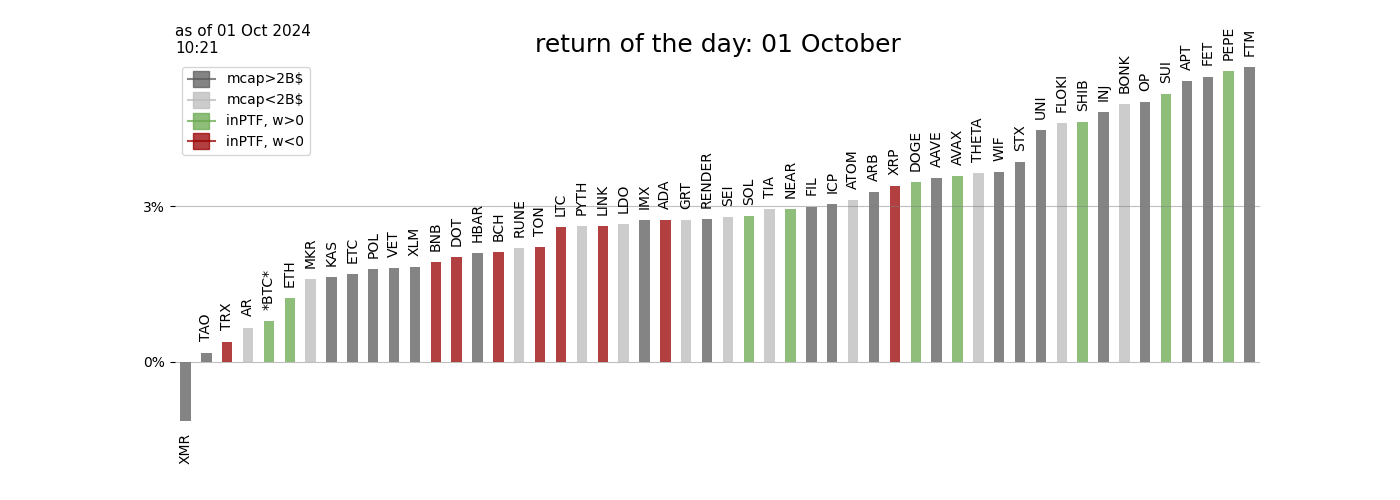 as of 01 Oct 2024
10:21
return of the day: 01 October
mcap>2B$
mcap<2B$
inPTF, w>0
inPTF, w<0
3%
0%
XMR
TAO
TRX
AR
*BTC*
ETH
MKR
KAS
ETC
POL
VET
XLM
BNB
DOT
HBAR
BCH
RUNE
TON
LTC
PYTH
LINK
LDO
IMX
ADA
GRT
RENDER
SEI
SOL
TIA
NEAR
FIL
ICP
ATOM
ARB
XRP
DOGE
AAVE
AVAX
THETA
WIF
STX
UNI
FLOKI
SHIB
INJ
BONK
OP
SUI
APT
FET
PEPE
FTM